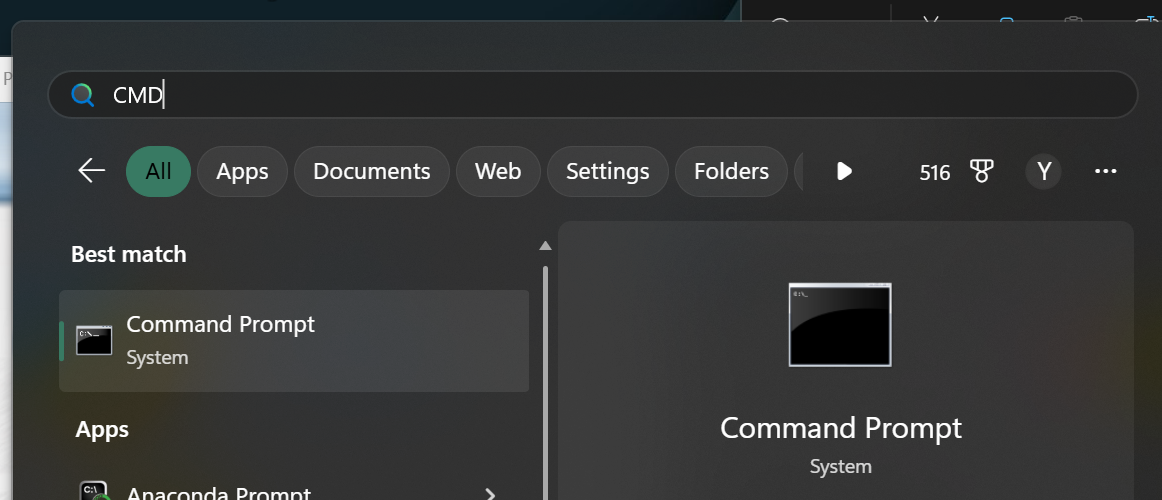 P
CMD
All Apps Documents Web Settings Folders 516 Y ...
Best match
Command Prompt
System
Apps
Anaconda Prompt
Command Prompt
System